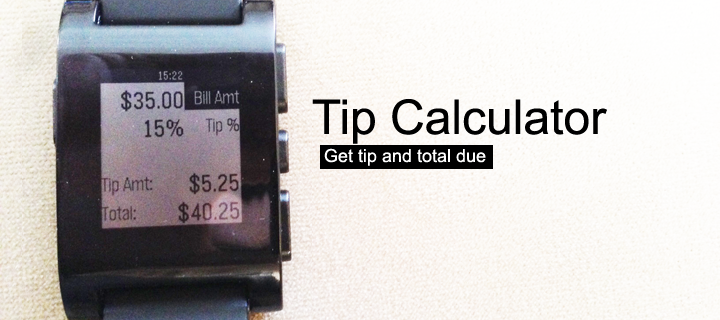 15:22
$35.00 Bill Amt
15% Tip %
Tip Amt: $5.25
Total: $40.25
Tip Calculator
Get tip and total due